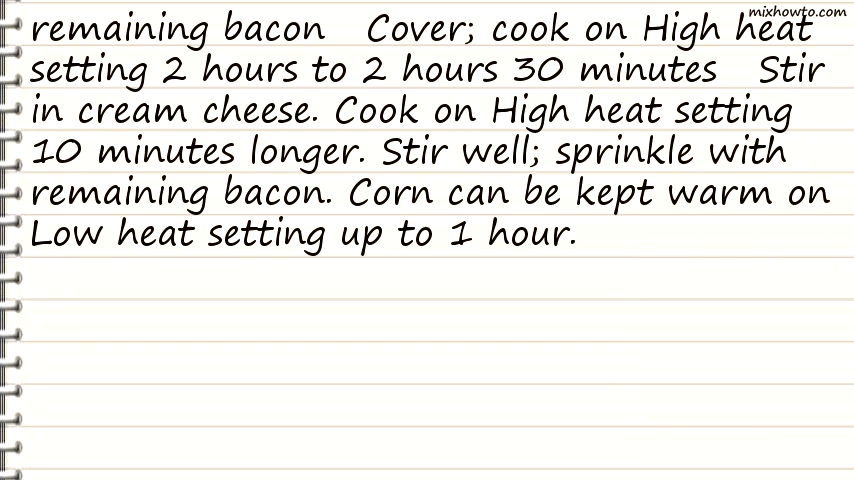 mixhowto.com
remaining bacon   Cover; cook on High heat
setting 2 hours to 2 hours 30 minutes   Stir
in cream cheese. Cook on High heat setting
10 minutes longer. Stir well; sprinkle with
remaining bacon. Corn can be kept warm on
Low heat setting up to 1 hour.